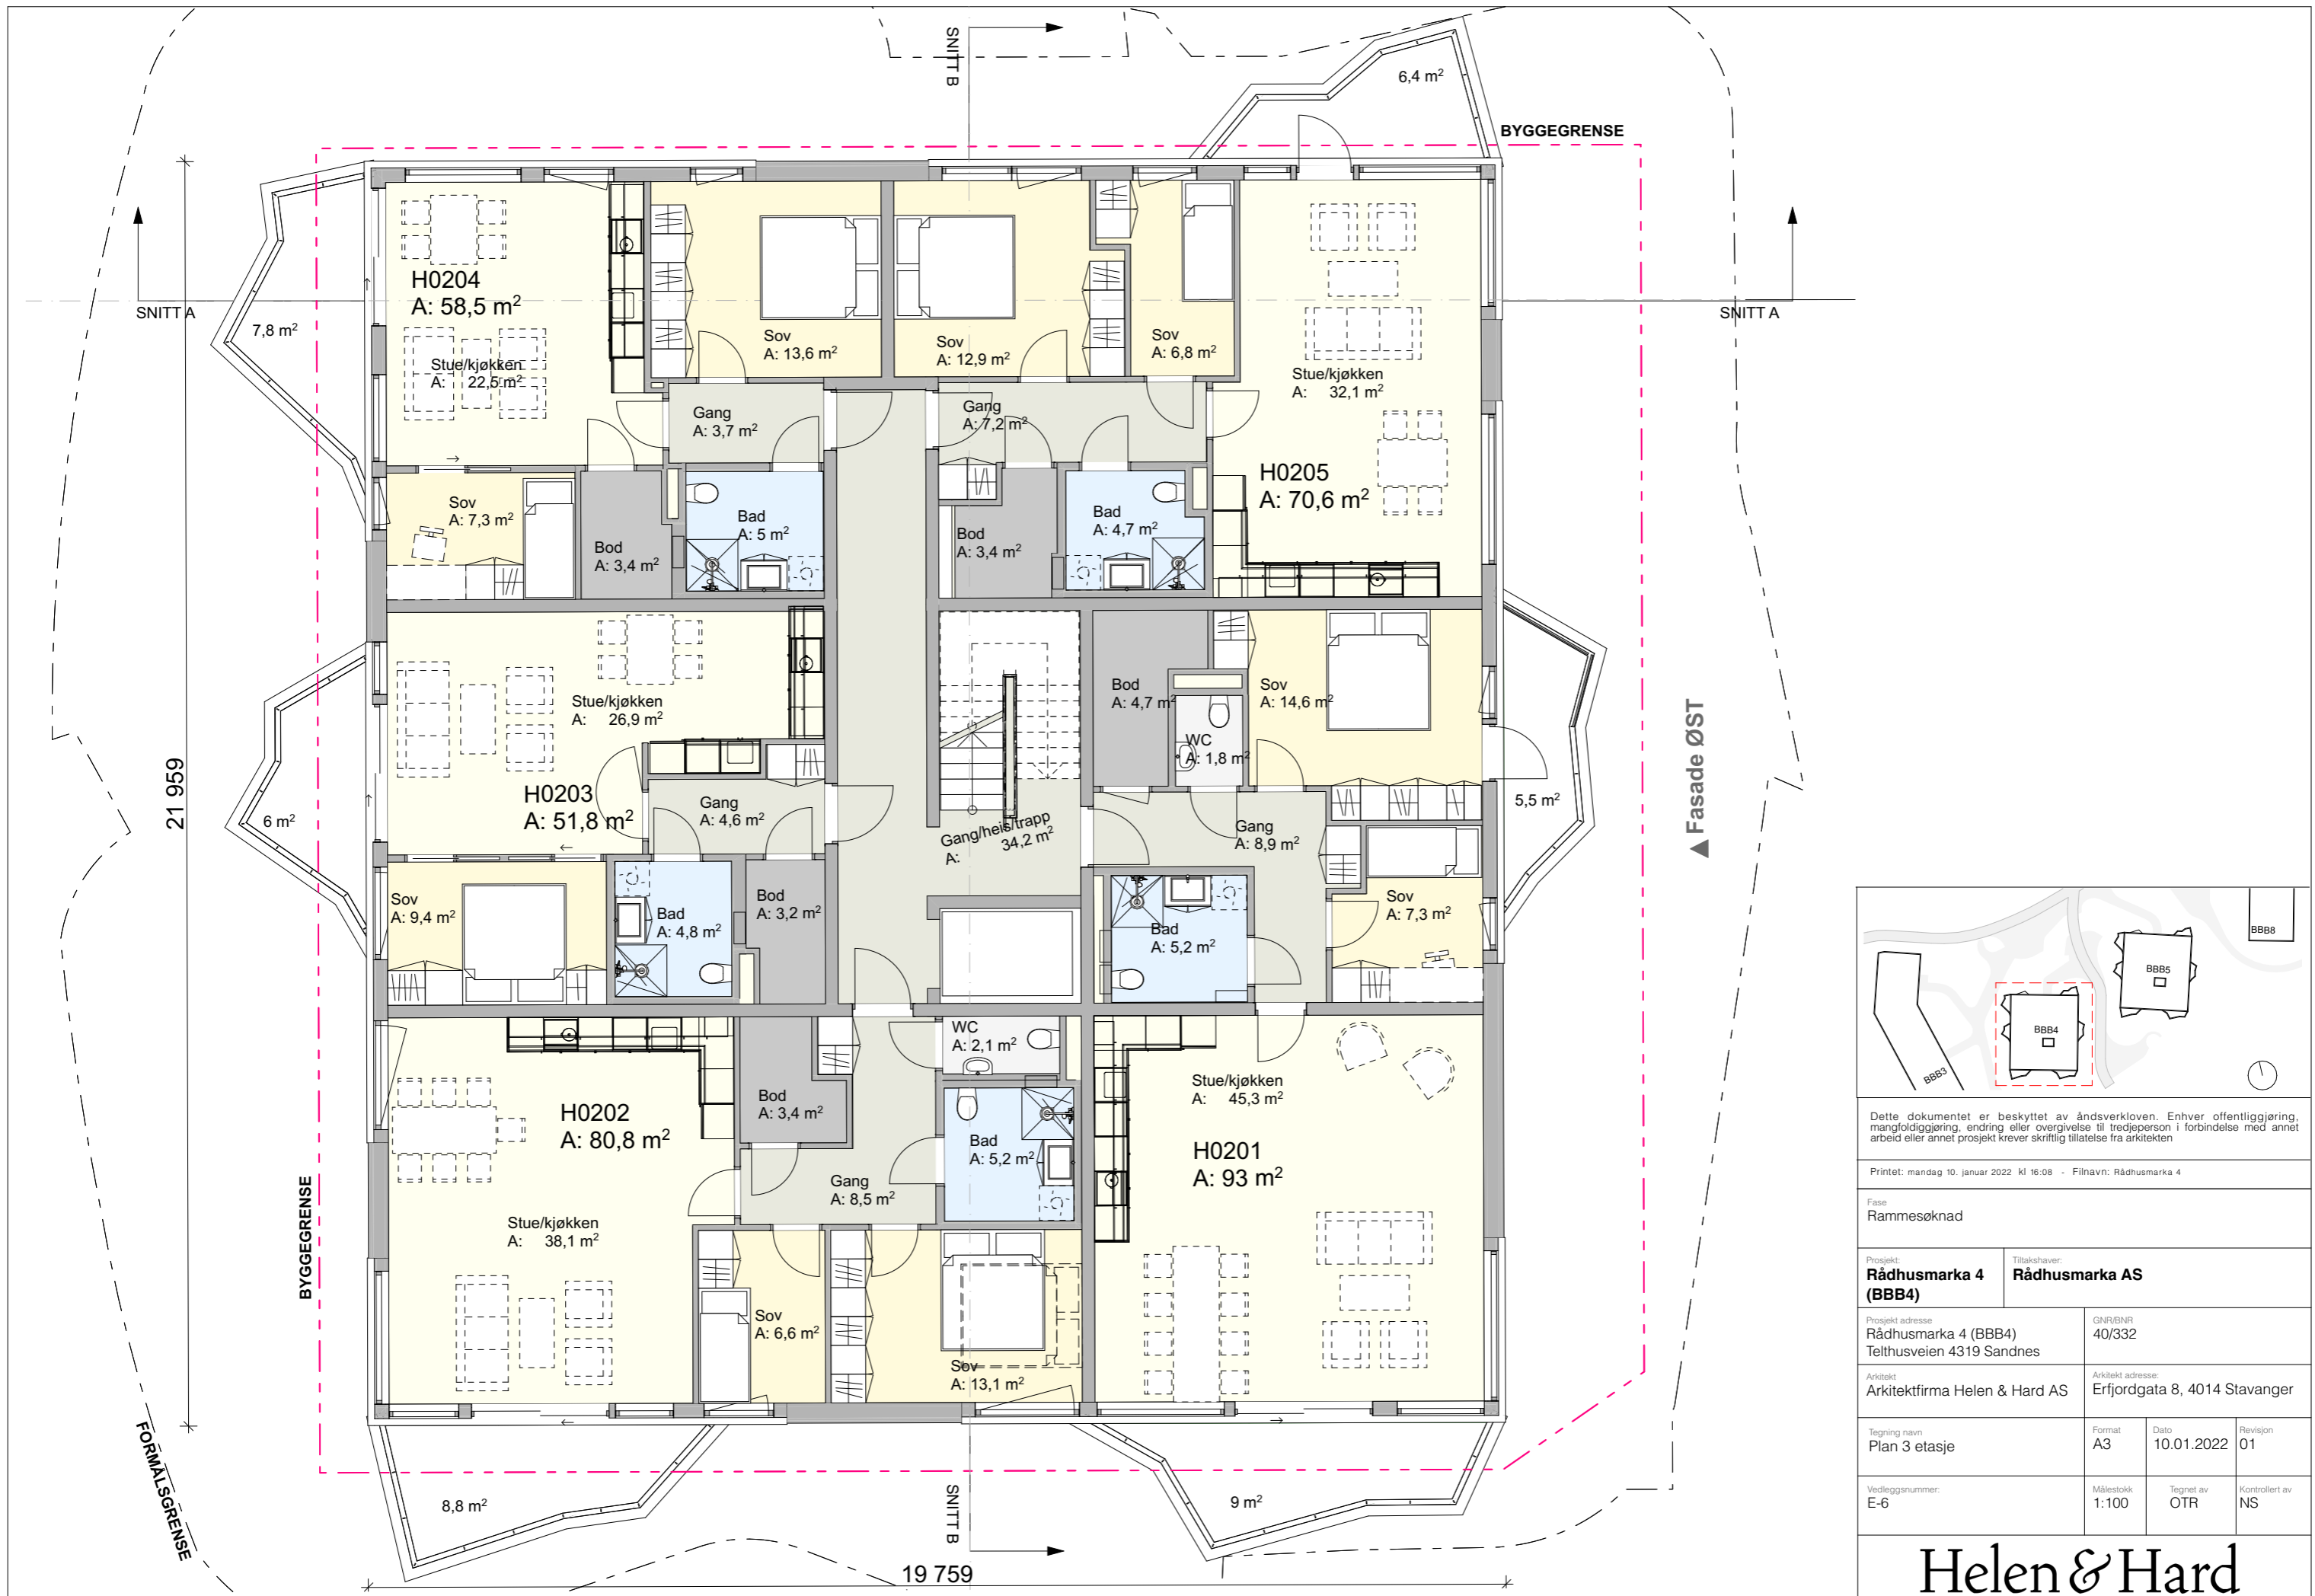 SNITT B
6,4 m²
BYGGEGRENSE
H0204
A: 58,5 m²
SNITT A
7,8 m²
Stue/kjøkken
A: 22,5 m²
Sov
A: 13,6 m²
Sov
A: 12,9 m²
Sov
A: 6,8 m²
SNITT A
Stue/kjøkken
A: 32,1 m²
Gang
A: 3,7 m²
Gang
A: 7,2 m²
H0205
A: 70,6 m²
Sov
A: 7,3 m²
Bod
A: 3,4 m²
Bad
A: 5 m²
Bod
A: 3,4 m²
Bad
A: 4,7 m²
Stue/kjøkken
A: 26,9 m²
Bod
A: 4,7 m²
Sov
A: 14,6 m²
WC
A: 1,8 m²
21 959
6 m²
H0203
A: 51,8 m²
Gang
A: 4,6 m²
Gang/heis/trapp
A: 34,2 m²
Gang
A: 8,9 m²
5,5 m²
Fasade ØST
Sov
A: 9,4 m²
Bad
A: 4,8 m²
Bod
A: 3,2 m²
Bad
A: 5,2 m²
Sov
A: 7,3 m²
WC
A: 2,1 m²
H0202
A: 80,8 m²
Bod
A: 3,4 m²
Bad
A: 5,2 m²
Stue/kjøkken
A: 45,3 m²
H0201
A: 93 m²
Gang
A: 8,5 m²
BYGGEGRENSE
Stue/kjøkken
A: 38,1 m²
Sov
A: 6,6 m²
Sov
A: 13,1 m²
FORMÅLSGRENSE
8,8 m²
SNITT B
9 m²
19 759
BBB8
BBB5
BBB4
BBB3
Dette dokumentet er beskyttet av åndsverkloven. Enhver offentliggjøring,
mangfoldiggjøring, endring eller overgivelse til tredjeperson i forbindelse med annet
arbeid eller annet prosjekt krever skriftlig tillatelse fra arkitekten
Printet: mandag 10. januar 2022 kl 16:08 - Filnavn: Rådhusmarka 4
Fase
Rammesøknad
Prosjekt:
Rådhusmarka 4
(BBB4)
Tiltakshaver:
Rådhusmarka AS
Prosjekt adresse
Rådhusmarka 4 (BBB4)
Telthusveien 4319 Sandnes
GNR/BNR
40/332
Arkitekt
Arkitektfirma Helen & Hard AS
Arkitekt adresse:
Erfjordgata 8, 4014 Stavanger
Tegning navn
Plan 3 etasje
Format
A3
Dato
10.01.2022
Revisjon
01
Vedleggsnummer:
E-6
Målestokk
1:100
Tegnet av
OTR
Kontrollert av
NS
Helen & Hard